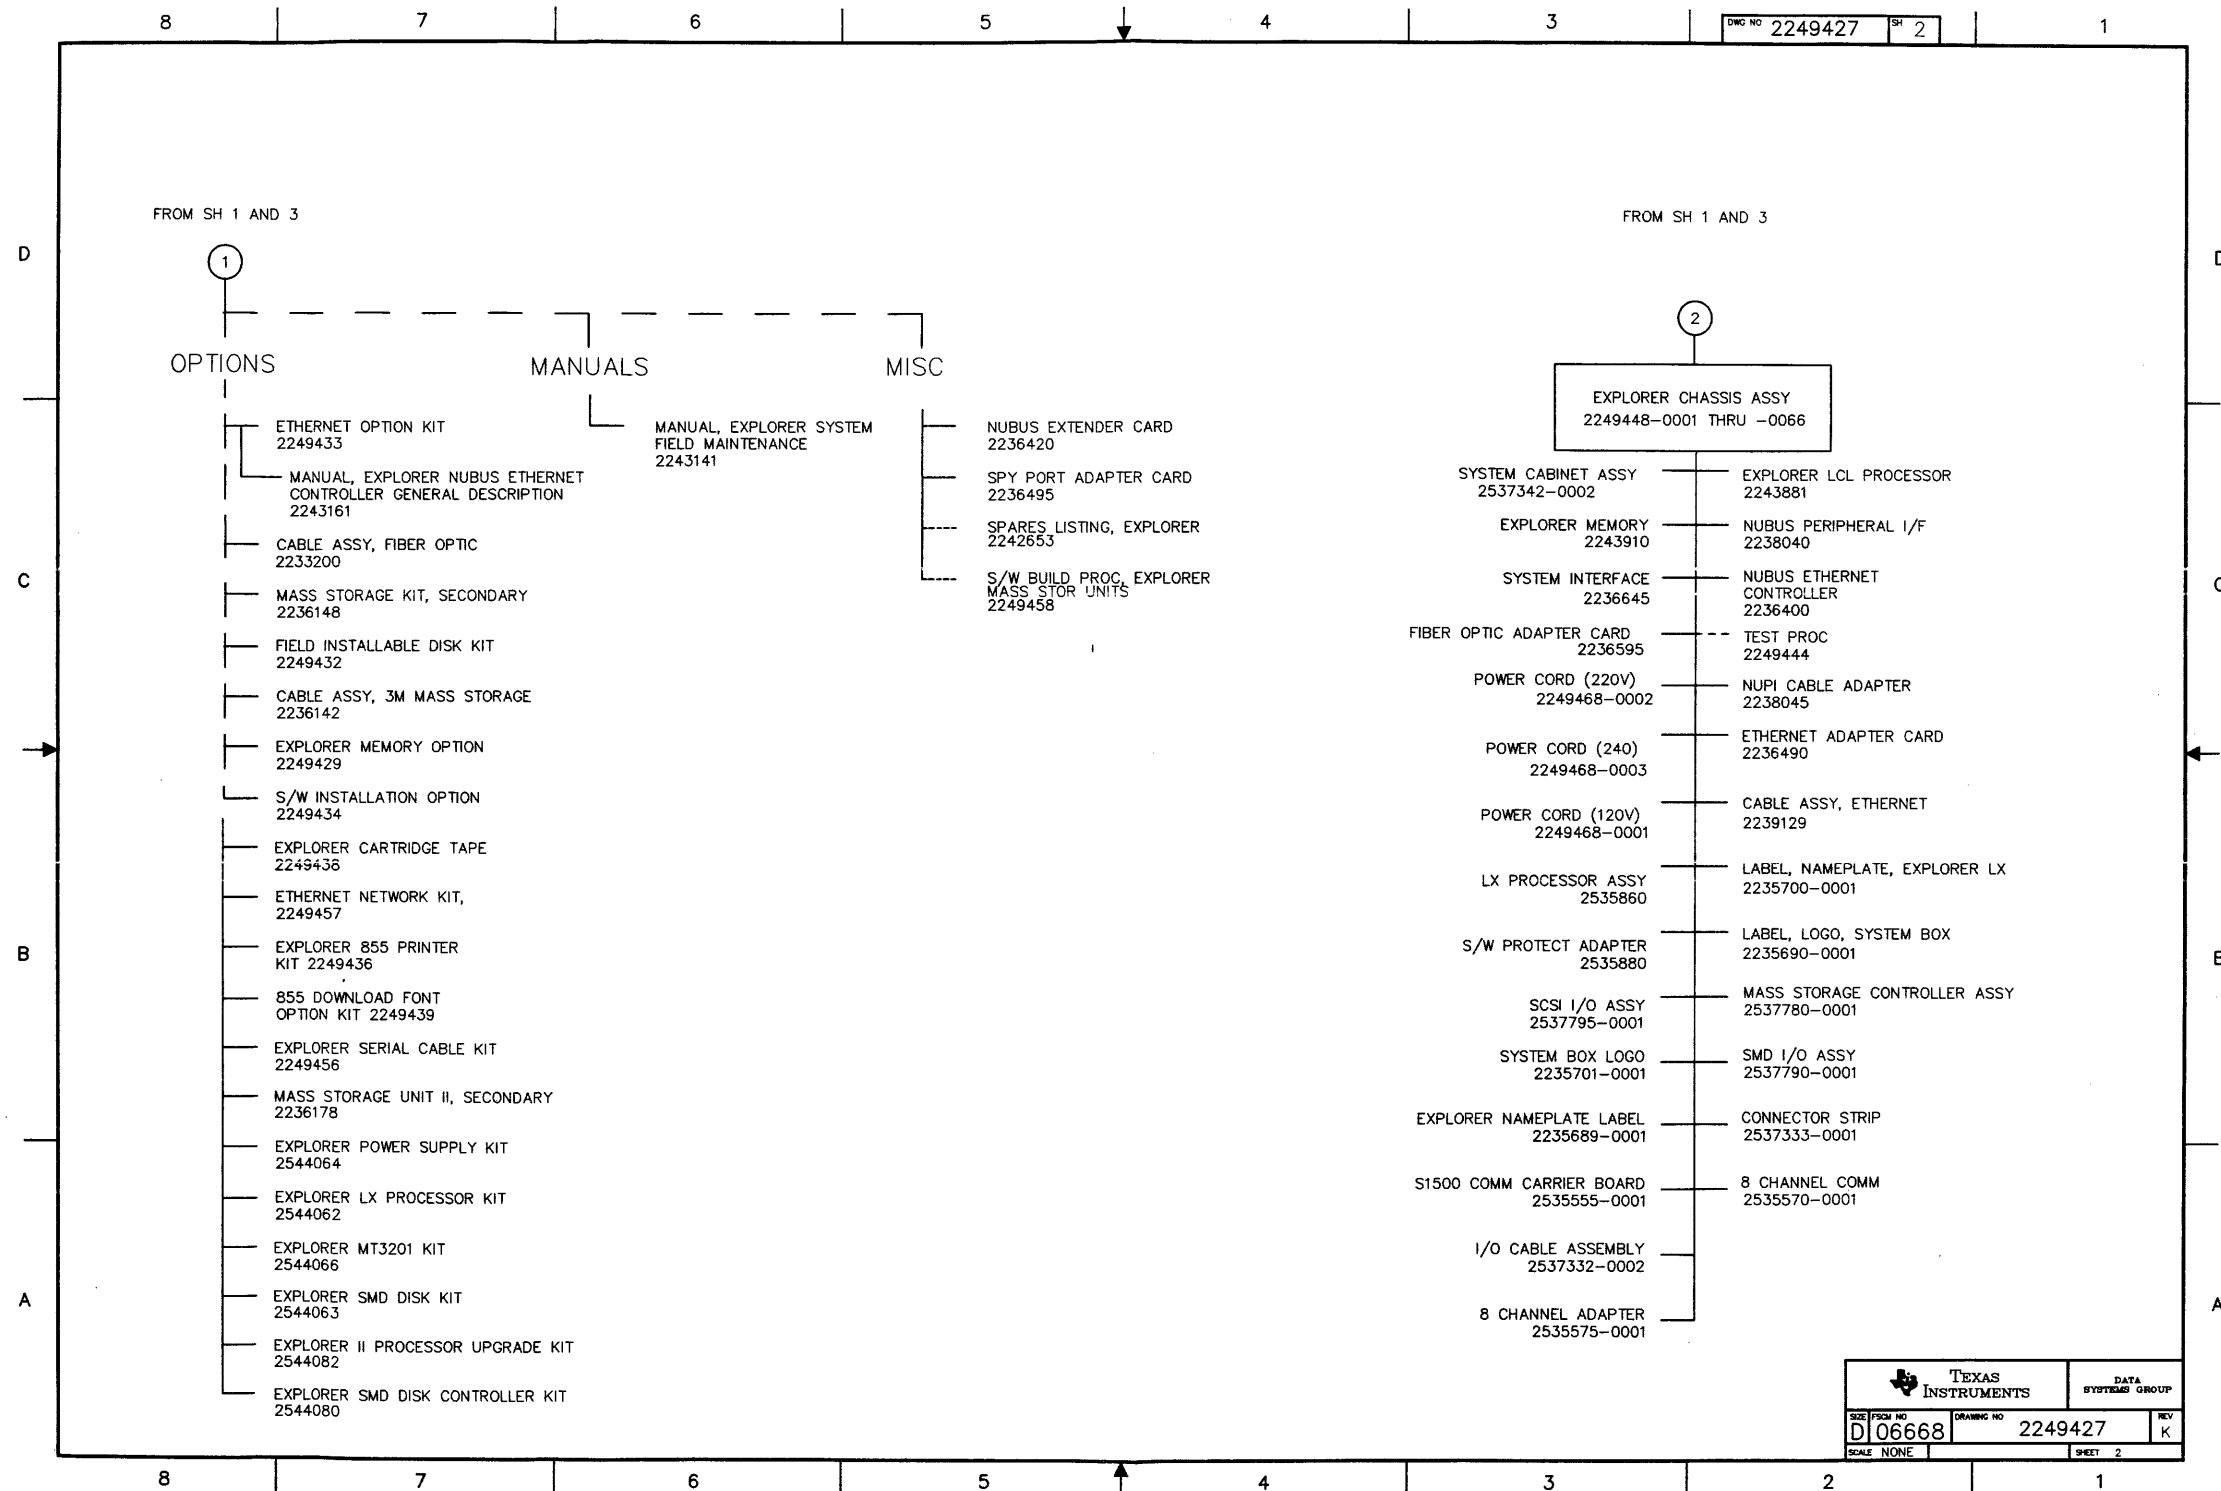 8 7 6 5 4 3 2 1
DWG NO 2249427 SH 2
FROM SH 1 AND 3
1
OPTIONS
ETHERNET OPTION KIT
2249433
MANUAL, EXPLORER NUBUS ETHERNET
CONTROLLER GENERAL DESCRIPTION
2243161
CABLE ASSY, FIBER OPTIC
2233200
MASS STORAGE KIT, SECONDARY
2236148
FIELD INSTALLABLE DISK KIT
2249432
CABLE ASSY, 3M MASS STORAGE
2236142
EXPLORER MEMORY OPTION
2249429
S/W INSTALLATION OPTION
2249434
EXPLORER CARTRIDGE TAPE
2249438
ETHERNET NETWORK KIT,
2249457
EXPLORER 855 PRINTER
KIT 2249436
855 DOWNLOAD FONT
OPTION KIT 2249439
EXPLORER SERIAL CABLE KIT
2249456
MASS STORAGE UNIT II, SECONDARY
2236178
EXPLORER POWER SUPPLY KIT
2544064
EXPLORER LX PROCESSOR KIT
2544062
EXPLORER MT3201 KIT
2544066
EXPLORER SMD DISK KIT
2544063
EXPLORER II PROCESSOR UPGRADE KIT
2544082
EXPLORER SMD DISK CONTROLLER KIT
2544080
MANUALS
MANUAL, EXPLORER SYSTEM
FIELD MAINTENANCE
2243141
MISC
NUBUS EXTENDER CARD
2236420
SPY PORT ADAPTER CARD
2236495
SPARES LISTING, EXPLORER
2242653
S/W BUILD PROC, EXPLORER
MASS STOR UNITS
2249458
FROM SH 1 AND 3
2
EXPLORER CHASSIS ASSY
2249448-0001 THRU -0066
SYSTEM CABINET ASSY
2537342-0002
EXPLORER MEMORY
2243910
SYSTEM INTERFACE
2236645
FIBER OPTIC ADAPTER CARD
2236595
POWER CORD (220V)
2249468-0002
POWER CORD (240)
2249468-0003
POWER CORD (120V)
2249468-0001
LX PROCESSOR ASSY
2535860
S/W PROTECT ADAPTER
2535880
SCSI I/O ASSY
2537795-0001
SYSTEM BOX LOGO
2235701-0001
EXPLORER NAMEPLATE LABEL
2235689-0001
S1500 COMM CARRIER BOARD
2535555-0001
I/O CABLE ASSEMBLY
2537332-0002
8 CHANNEL ADAPTER
2535575-0001
EXPLORER LCL PROCESSOR
2243881
NUBUS PERIPHERAL I/F
2238040
NUBUS ETHERNET
CONTROLLER
2236400
TEST PROC
2249444
NUPI CABLE ADAPTER
2238045
ETHERNET ADAPTER CARD
2236490
CABLE ASSY, ETHERNET
2239129
LABEL, NAMEPLATE, EXPLORER LX
2235700-0001
LABEL, LOGO, SYSTEM BOX
2235690-0001
MASS STORAGE CONTROLLER ASSY
2537780-0001
SMD I/O ASSY
2537790-0001
CONNECTOR STRIP
2537333-0001
8 CHANNEL COMM
2535570-0001
D
C
B
A
D
C
B
A
TEXAS
INSTRUMENTS
DATA
SYSTEMS GROUP
SIZE D FSCM NO 06668 DRAWING NO 2249427 REV K
SCALE NONE SHEET 2
8 7 6 5 4 3 2 1